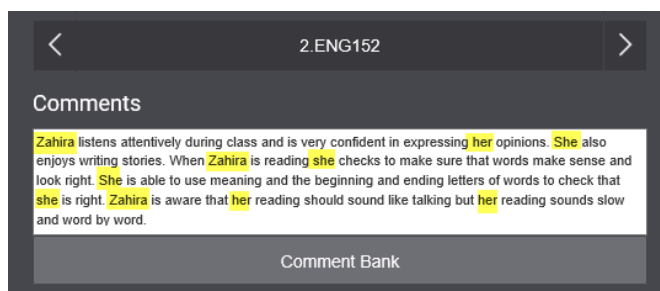 2.ENG152
Comments
Zahira listens attentively during class and is very confident in expressing her opinions. She also
enjoys writing stories. When Zahira is reading she checks to make sure that words make sense and
look right. She is able to use meaning and the beginning and ending letters of words to check that
she is right. Zahira is aware that her reading should sound like talking but her reading sounds slow
and word by word.
Comment Bank